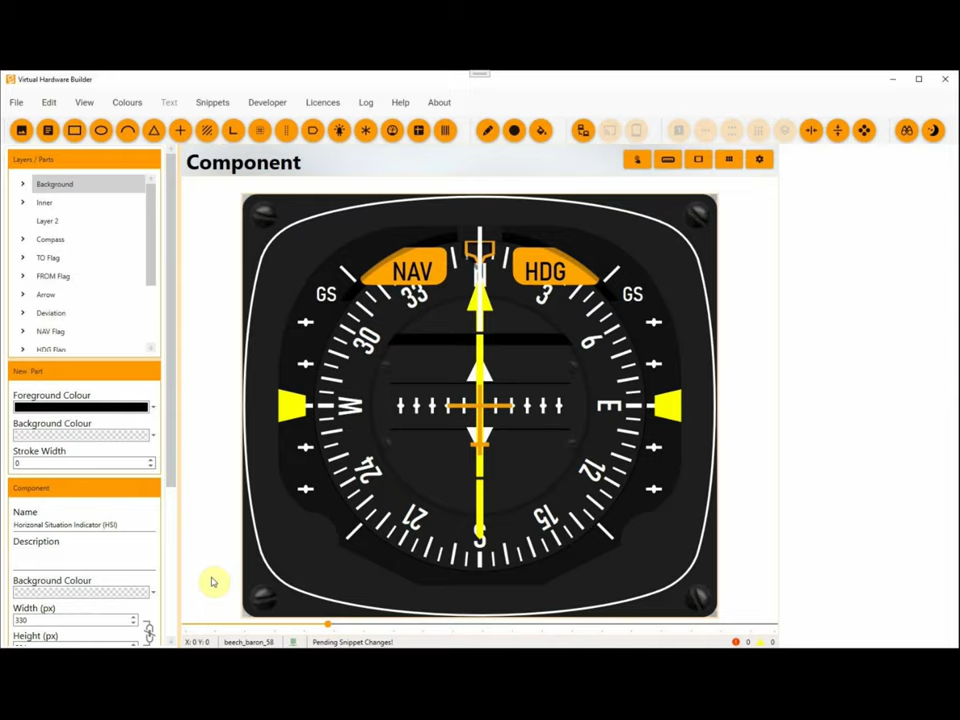 Virtual Hardware Builder
File Edit View Colours Text Snippets Developer Licences Log Help About
Layers / Parts
Background
Inner
Layer 2
Compass
TO Flag
FROM Flag
Arrow
Deviation
NAV Flag
HDG Flag
New Part
Foreground Colour
Background Colour
Stroke Width
0
Component
Name
Horizonal Situation Indicator (HSI)
Description
Background Colour
Width (px)
330
Height (px)
Component
NAV HDG
GS GS
N 3 6 E 12 15 S 21 24 W 30 33
X: 0 Y: 0 beech_baron_58 Pending Snippet Changes! 0 0